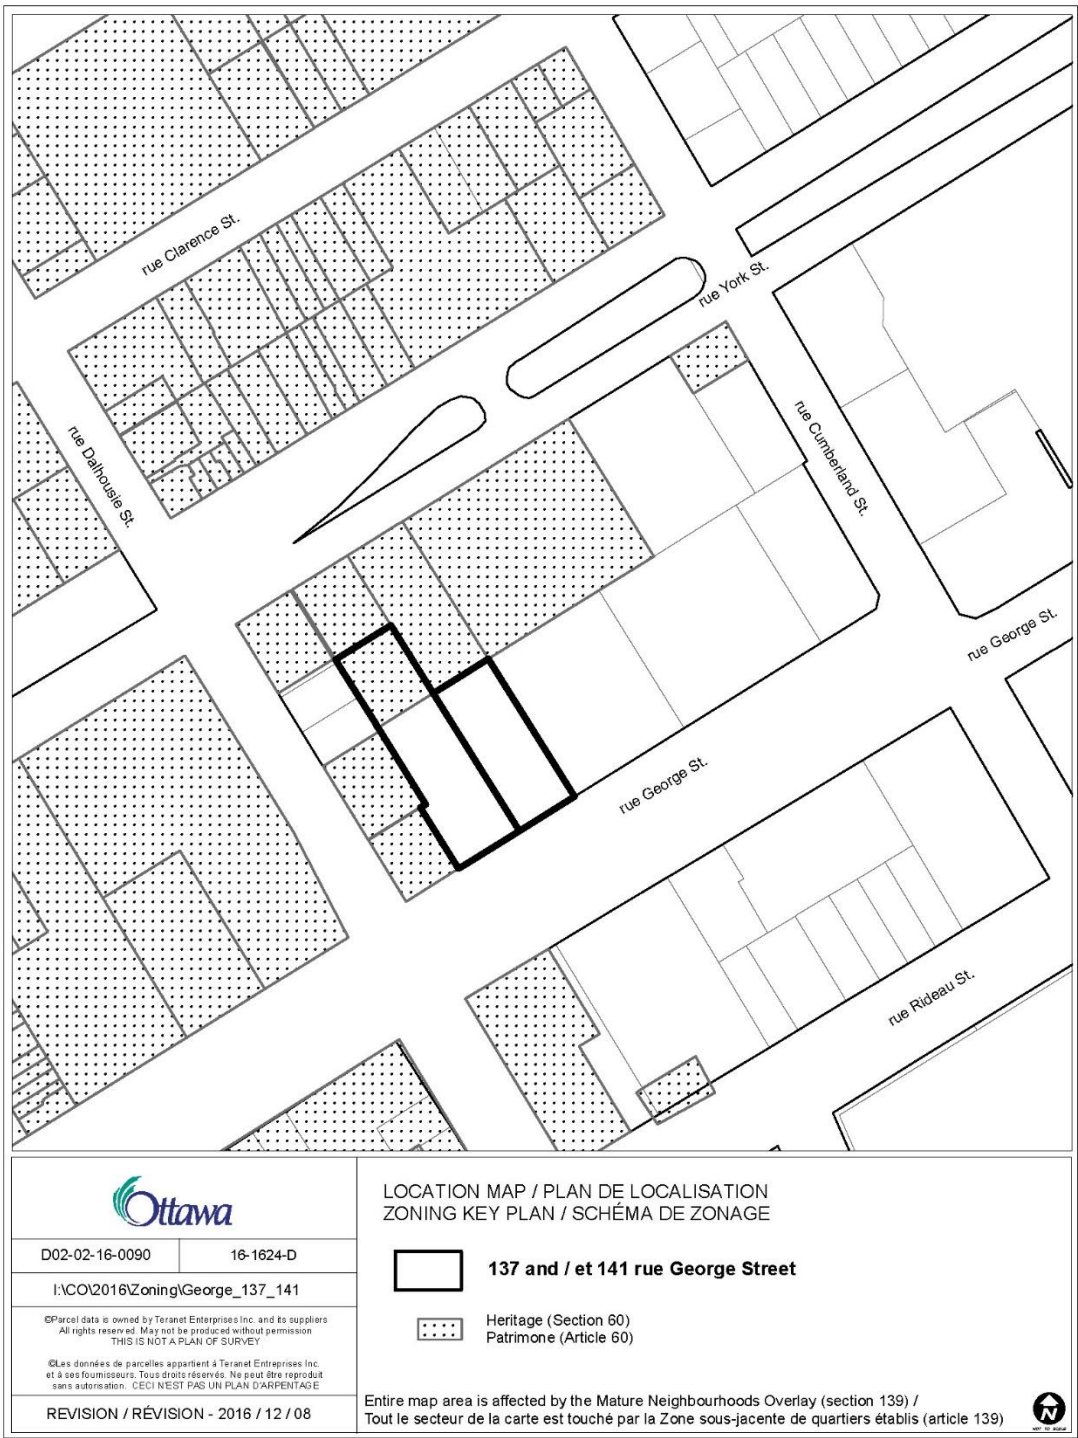 rue Clarence St.
rue York St.
rue Dalhousie St.
rue Cumberland St.
rue George St.
rue George St.
rue Rideau St.
Ottawa
D02-02-16-0090
16-1624-D
I:\CO\2016\Zoning\George_137_141
©Parcel data is owned by Teranet Enterprises Inc. and its suppliers
All rights reserved. May not be produced without permission
THIS IS NOT A PLAN OF SURVEY
©Les données de parcelles appartient à Teranet Entreprises Inc.
et à ses fournisseurs. Tous droits réservés. Ne peut être reproduit
sans autorisation. CECI N'EST PAS UN PLAN D'ARPENTAGE
REVISION / RÉVISION - 2016 / 12 / 08
LOCATION MAP / PLAN DE LOCALISATION
ZONING KEY PLAN / SCHÉMA DE ZONAGE
137 and / et 141 rue George Street
Heritage (Section 60)
Patrimone (Article 60)
Entire map area is affected by the Mature Neighbourhoods Overlay (section 139) /
Tout le secteur de la carte est touché par la Zone sous-jacente de quartiers établis (article 139)
N
NOT TO SCALE